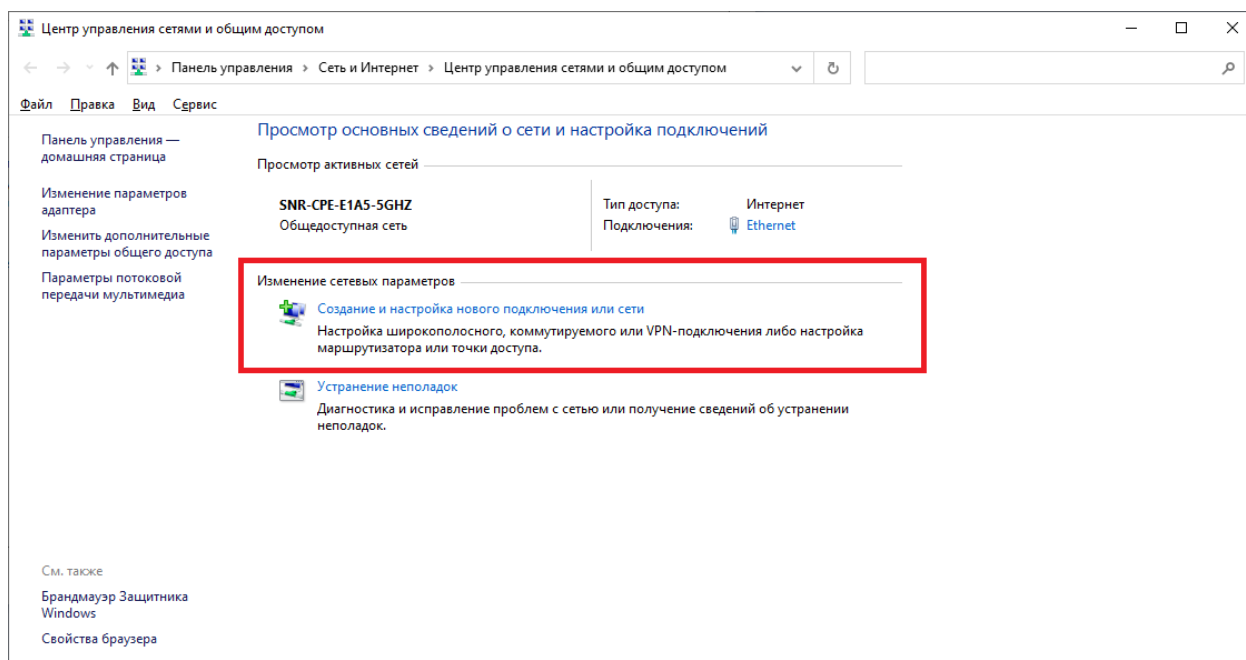 Центр управления сетями и общим доступом
Панель управления › Сеть и Интернет › Центр управления сетями и общим доступом
Файл Правка Вид Сервис
Панель управления —
домашняя страница
Изменение параметров
адаптера
Изменить дополнительные
параметры общего доступа
Параметры потоковой
передачи мультимедиа
Просмотр основных сведений о сети и настройка подключений
Просмотр активных сетей
SNR-CPE-E1A5-5GHZ
Общедоступная сеть
Тип доступа: Интернет
Подключения: Ethernet
Изменение сетевых параметров
Создание и настройка нового подключения или сети
Настройка широкополосного, коммутируемого или VPN-подключения либо настройка
маршрутизатора или точки доступа.
Устранение неполадок
Диагностика и исправление проблем с сетью или получение сведений об устранении
неполадок.
См. также
Брандмауэр Защитника
Windows
Свойства браузера